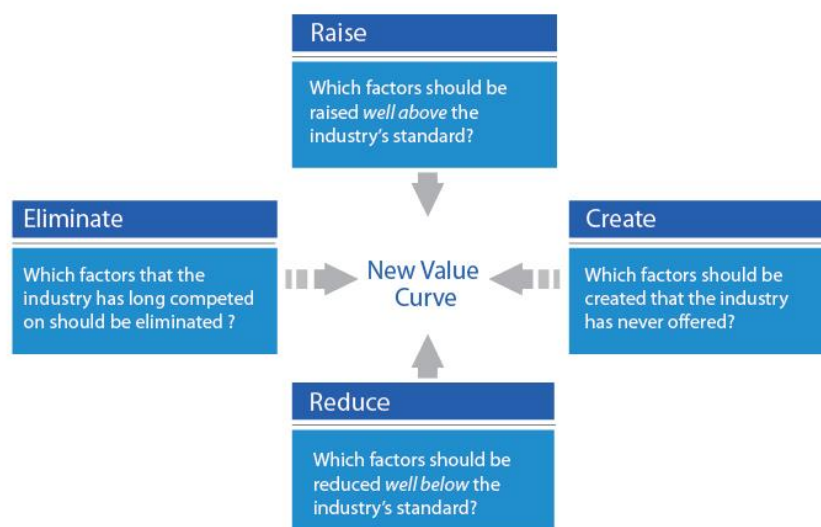 Raise
Which factors should be
raised well above the
industry's standard?
Eliminate
Which factors that the
industry has long competed
on should be eliminated ?
New Value
Curve
Create
Which factors should be
created that the industry
has never offered?
Reduce
Which factors should be
reduced well below the
industry's standard?